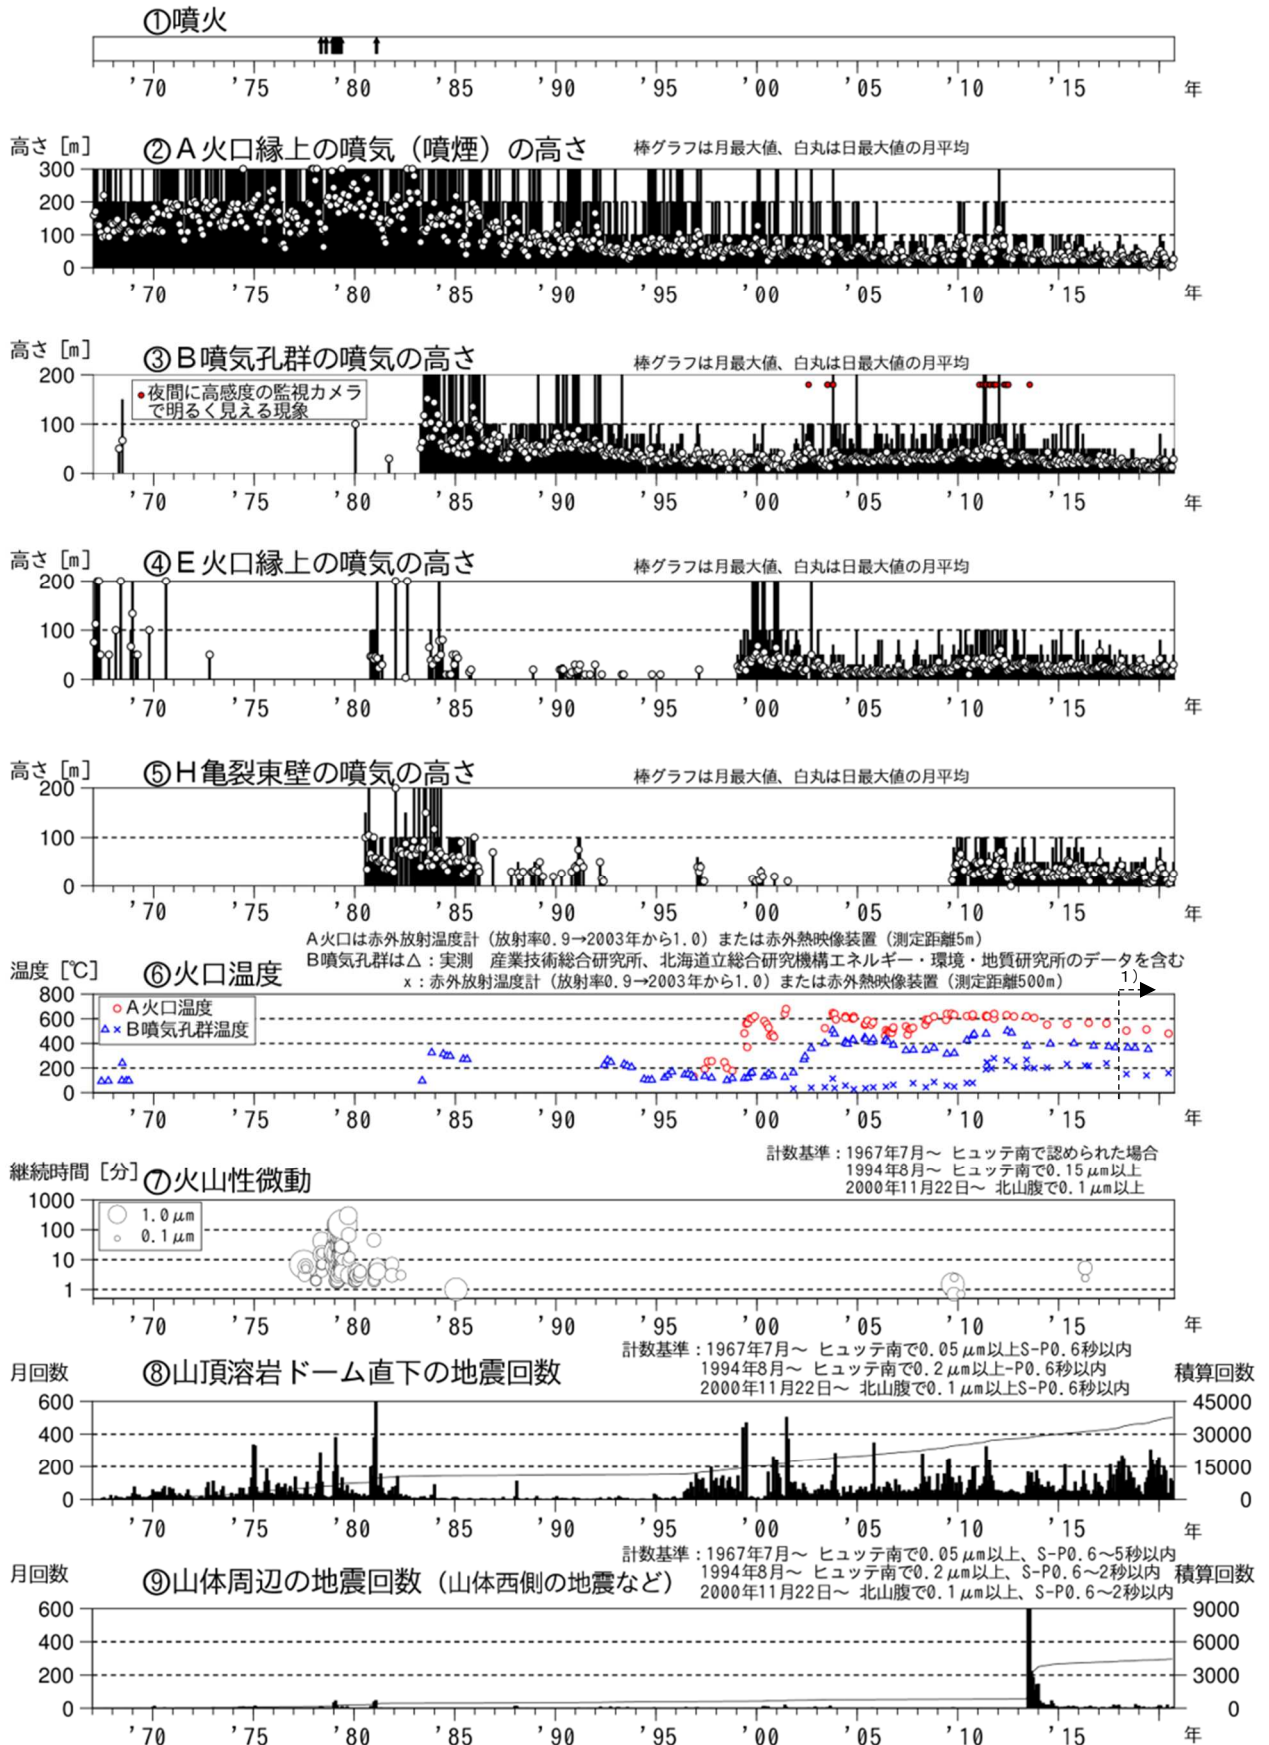 ①噴火
'70 '75 '80 '85 '90 '95 '00 '05 '10 '15 年
高さ［m］ ②Ａ火口縁上の噴気（噴煙）の高さ 棒グラフは月最大値、白丸は日最大値の月平均
300
200
100
0
'70 '75 '80 '85 '90 '95 '00 '05 '10 '15 年
高さ［m］ ③Ｂ噴気孔群の噴気の高さ 棒グラフは月最大値、白丸は日最大値の月平均
200
夜間に高感度の監視カメラ
で明るく見える現象
100
0
'70 '75 '80 '85 '90 '95 '00 '05 '10 '15 年
高さ［m］ ④Ｅ火口縁上の噴気の高さ 棒グラフは月最大値、白丸は日最大値の月平均
200
100
0
'70 '75 '80 '85 '90 '95 '00 '05 '10 '15 年
高さ［m］ ⑤Ｈ亀裂東壁の噴気の高さ 棒グラフは月最大値、白丸は日最大値の月平均
200
100
0
'70 '75 '80 '85 '90 '95 '00 '05 '10 '15 年
Ａ火口は赤外放射温度計（放射率0.9→2003年から1.0）または赤外熱映像装置（測定距離5m）
温度［℃］ ⑥火口温度 Ｂ噴気孔群は△：実測 産業技術総合研究所、北海道立総合研究機構エネルギー・環境・地質研究所のデータを含む
x：赤外放射温度計（放射率0.9→2003年から1.0）または赤外熱映像装置（測定距離500m） 1)
800
○Ａ火口温度
600
△×Ｂ噴気孔群温度
400
200
0
'70 '75 '80 '85 '90 '95 '00 '05 '10 '15 年
計数基準：1967年7月～ ヒュッテ南で認められた場合
継続時間［分］ ⑦火山性微動 1994年8月～ ヒュッテ南で0.15μm以上
2000年11月22日～ 北山腹で0.1μm以上
1000
1.0μm
100
0.1μm
10
1
'70 '75 '80 '85 '90 '95 '00 '05 '10 '15 年
計数基準：1967年7月～ ヒュッテ南で0.05μm以上S-P0.6秒以内
月回数 ⑧山頂溶岩ドーム直下の地震回数 1994年8月～ ヒュッテ南で0.2μm以上-P0.6秒以内 積算回数
2000年11月22日～ 北山腹で0.1μm以上S-P0.6秒以内
600 45000
400 30000
200 15000
0 0
'70 '75 '80 '85 '90 '95 '00 '05 '10 '15 年
計数基準：1967年7月～ ヒュッテ南で0.05μm以上、S-P0.6～5秒以内
月回数 ⑨山体周辺の地震回数（山体西側の地震など） 1994年8月～ ヒュッテ南で0.2μm以上、S-P0.6～2秒以内 積算回数
2000年11月22日～ 北山腹で0.1μm以上、S-P0.6～2秒以内
600 9000
400 6000
200 3000
0 0
'70 '75 '80 '85 '90 '95 '00 '05 '10 '15 年